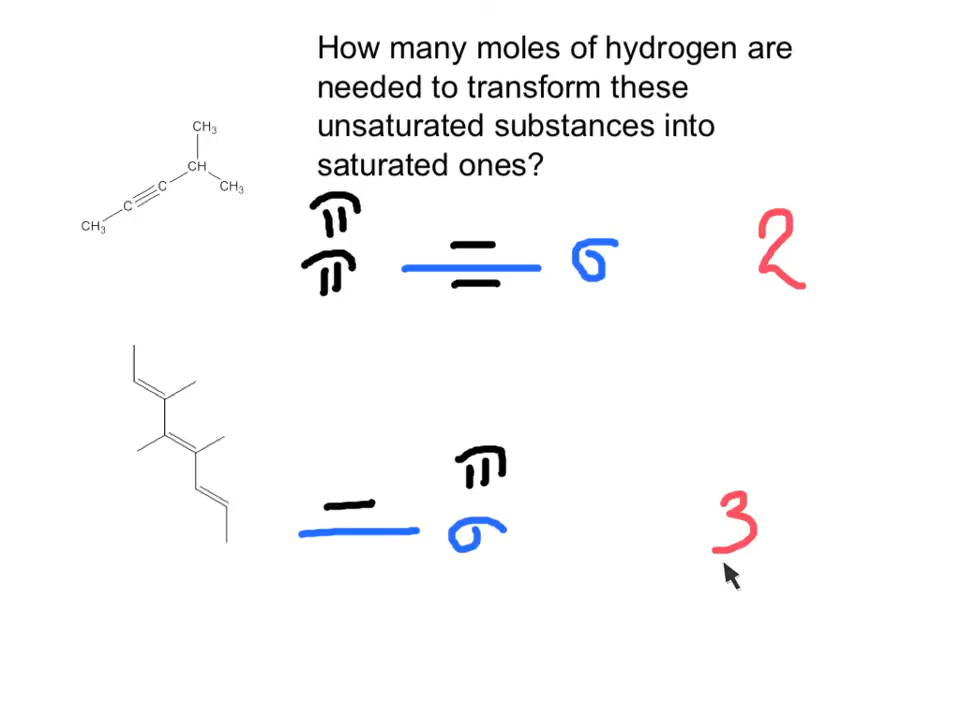 How many moles of hydrogen are
needed to transform these
unsaturated substances into
saturated ones?
CH₃
CH
C CH₃
C
CH₃
π
π σ 2
π
σ 3